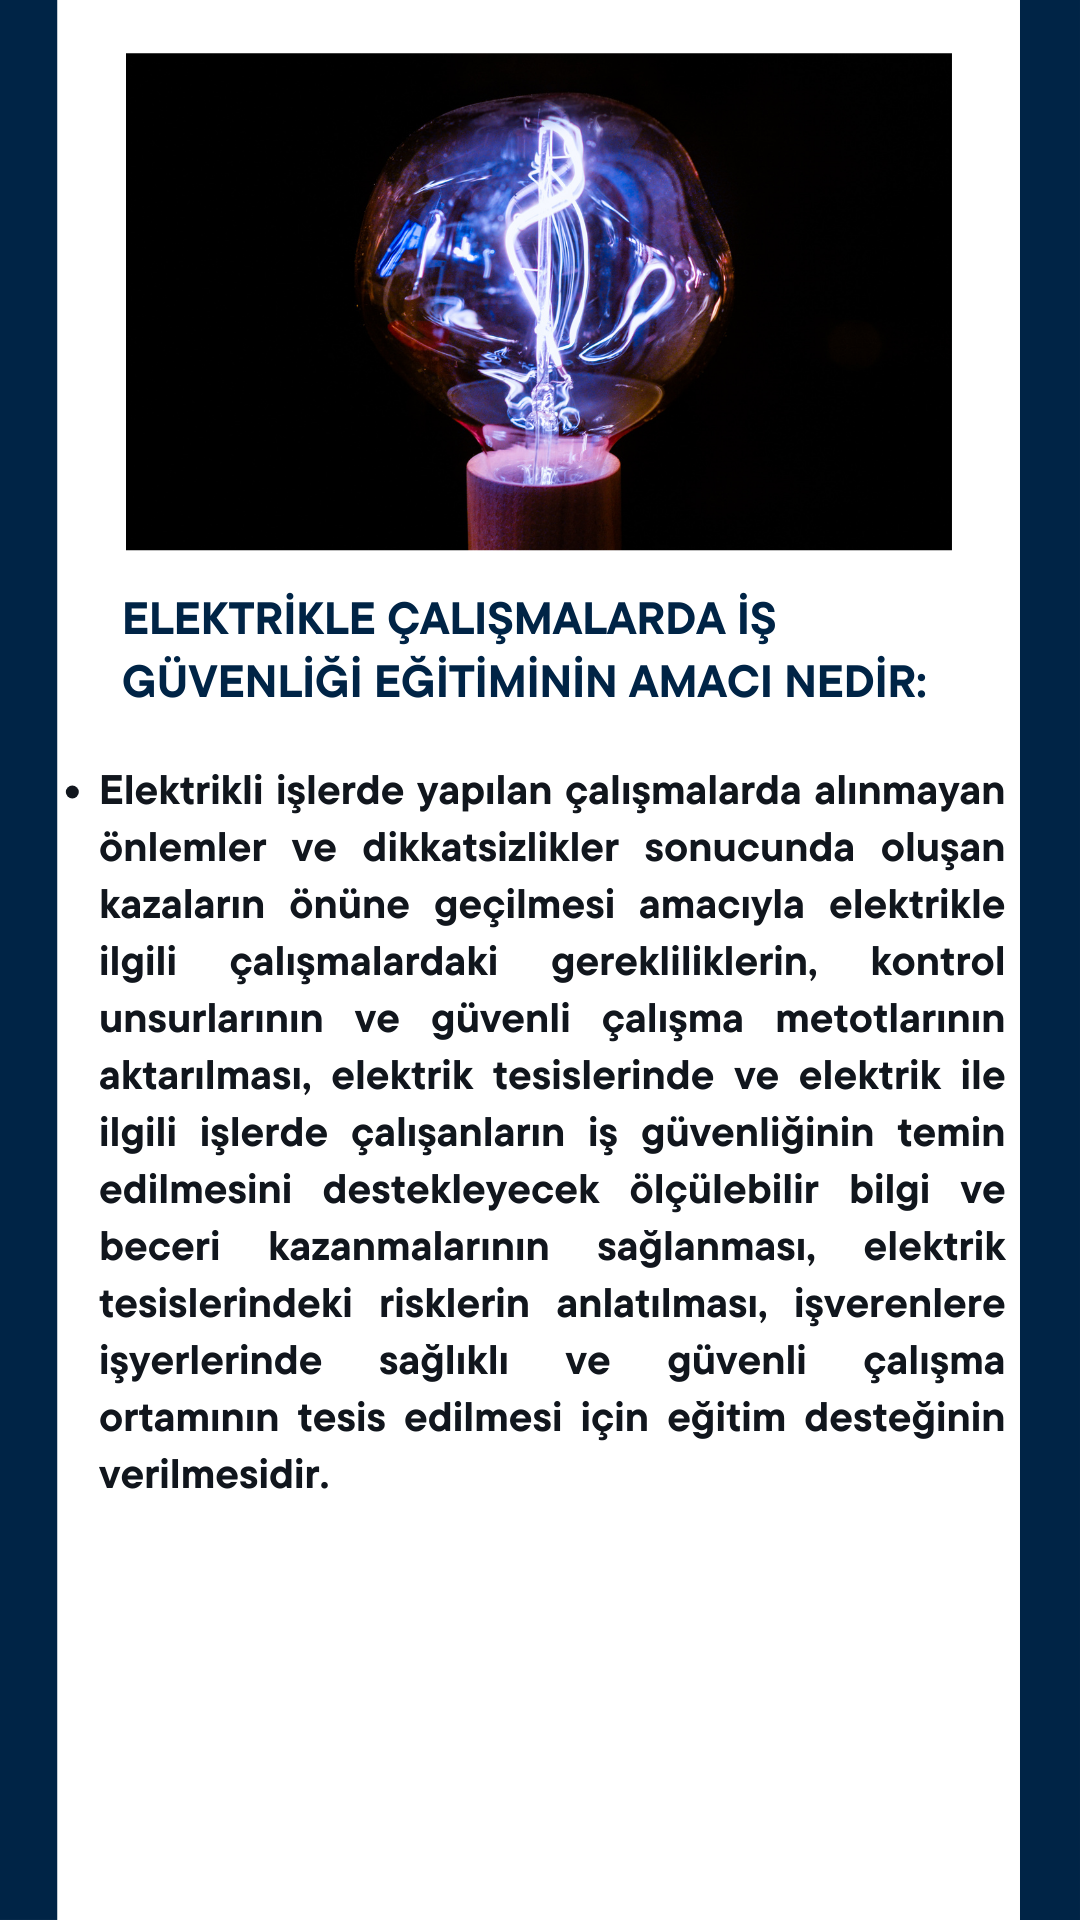 ELEKTRİKLE ÇALIŞMALARDA İŞ
GÜVENLİĞİ EĞİTİMİNİN AMACI NEDİR:
• Elektrikli işlerde yapılan çalışmalarda alınmayan
önlemler ve dikkatsizlikler sonucunda oluşan
kazaların önüne geçilmesi amacıyla elektrikle
ilgili çalışmalardaki gerekliliklerin, kontrol
unsurlarının ve güvenli çalışma metotlarının
aktarılması, elektrik tesislerinde ve elektrik ile
ilgili işlerde çalışanların iş güvenliğinin temin
edilmesini destekleyecek ölçülebilir bilgi ve
beceri kazanmalarının sağlanması, elektrik
tesislerindeki risklerin anlatılması, işverenlere
işyerlerinde sağlıklı ve güvenli çalışma
ortamının tesis edilmesi için eğitim desteğinin
verilmesidir.